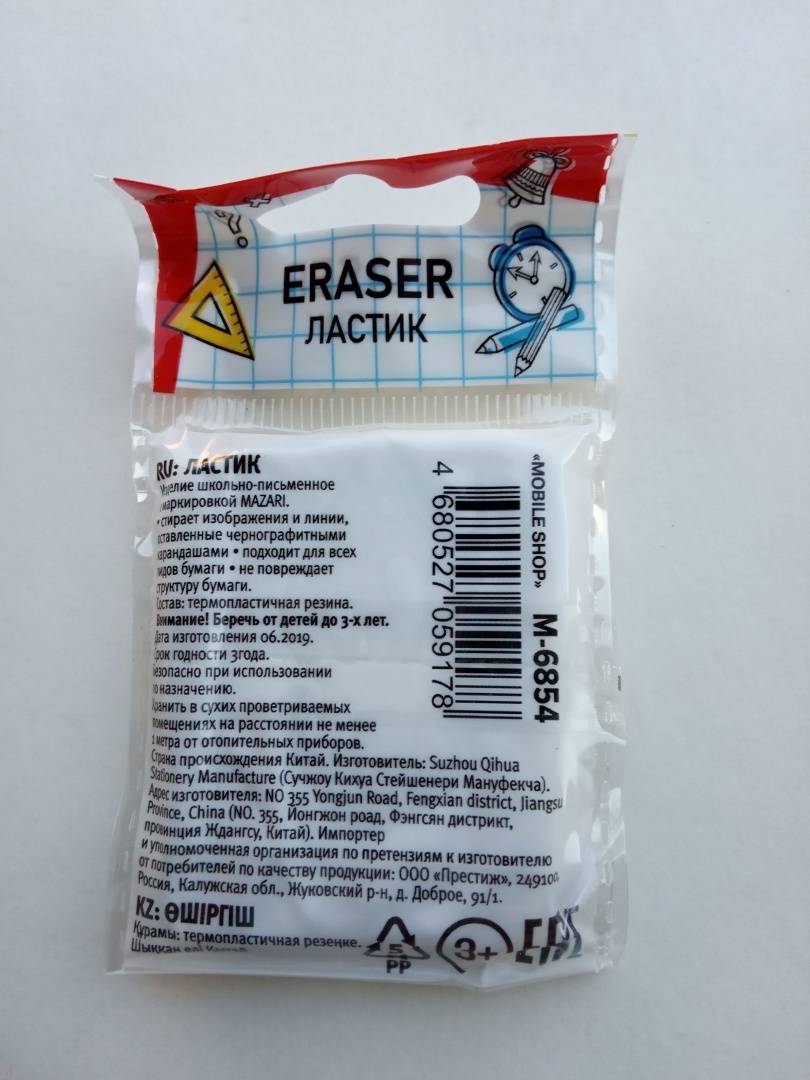 ERASER
ЛАСТИК
RU: ЛАСТИК
Изделие школьно-письменное
маркировкой MAZARI.
• стирает изображения и линии,
оставленные чернографитными
карандашами • подходит для всех
видов бумаги • не повреждает
структуру бумаги.
Состав: термопластичная резина.
Внимание! Беречь от детей до 3-х лет.
Дата изготовления 06.2019.
Срок годности 3года.
Безопасно при использовании
по назначению.
Хранить в сухих проветриваемых
помещениях на расстоянии не менее
1 метра от отопительных приборов.
Страна происхождения Китай. Изготовитель: Suzhou Qihua
Stationery Manufacture (Сучжоу Кихуа Стейшенери Мануфекча).
Адрес изготовителя: NO 355 Yongjun Road, Fengxian district, Jiangsu
Province, China (NO. 355, Йонгжон роад, Фэнгсян дистрикт,
провинция Ждангсу, Китай). Импортер
и уполномоченная организация по претензиям к изготовителю
от потребителей по качеству продукции: ООО «Престиж», 249100,
Россия, Калужская обл., Жуковский р-н, д. Доброе, 91/1.
KZ: ӨШІРГІШ
Құрамы: термопластичная резеңке.
Шыққан елі
4 680527 059178
«MOBILE SHOP»
M-6854
5
PP
3+
EAC